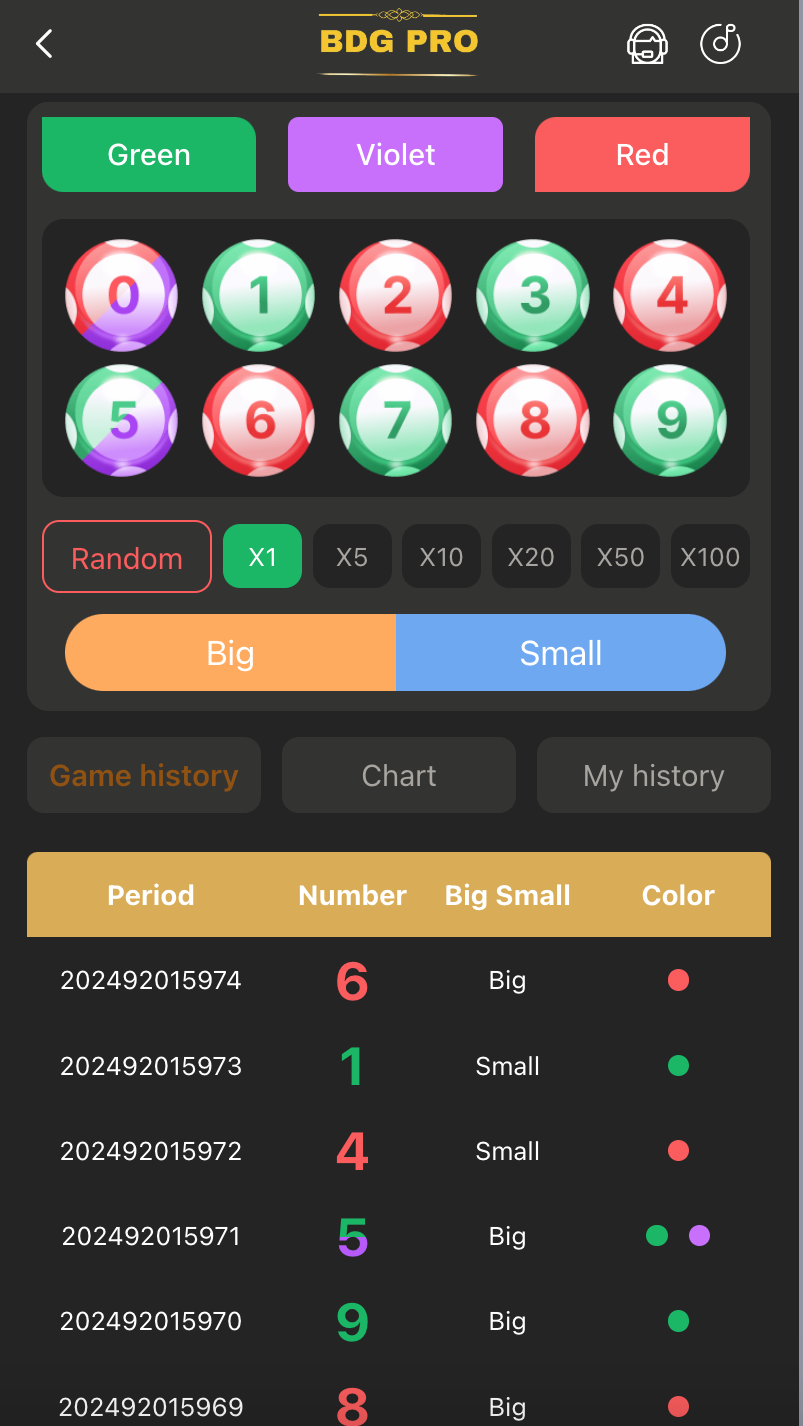 BDG PRO
Green Violet Red
0 1 2 3 4
5 6 7 8 9
Random X1 X5 X10 X20 X50 X100
Big Small
Game history Chart My history
Period Number Big Small Color
202492015974 6 Big
202492015973 1 Small
202492015972 4 Small
202492015971 5 Big
202492015970 9 Big
202492015969 8 Big